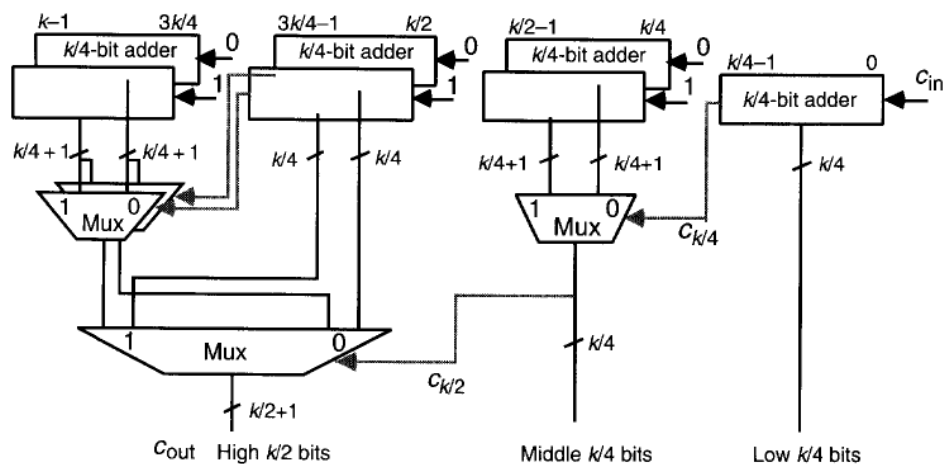 k–1 3k/4 3k/4–1 k/2 k/2–1 k/4
k/4-bit adder 0 k/4-bit adder 0 k/4-bit adder 0 k/4–1 0
1 1 1 k/4-bit adder c_in
k/4 + 1 k/4 + 1 k/4 k/4 k/4+1 k/4+1 k/4
1 0 1 0
Mux Mux c_k/4
1 0
Mux k/4
c_k/2
k/2+1
c_out High k/2 bits Middle k/4 bits Low k/4 bits